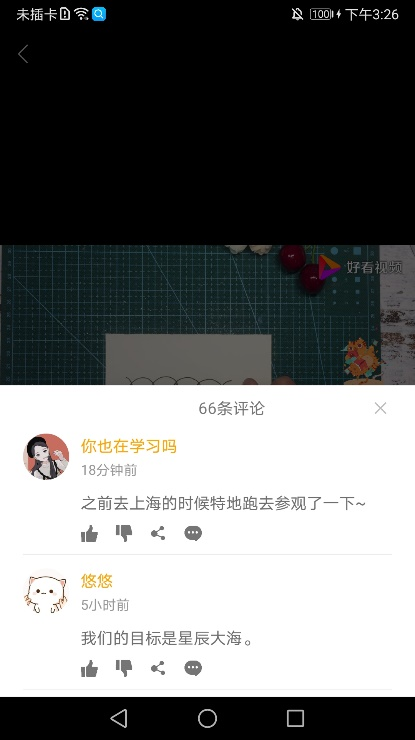 未插卡
100
下午3:26
好看视频
66条评论
你也在学习吗
18分钟前
之前去上海的时候特地跑去参观了一下~
悠悠
5小时前
我们的目标是星辰大海。